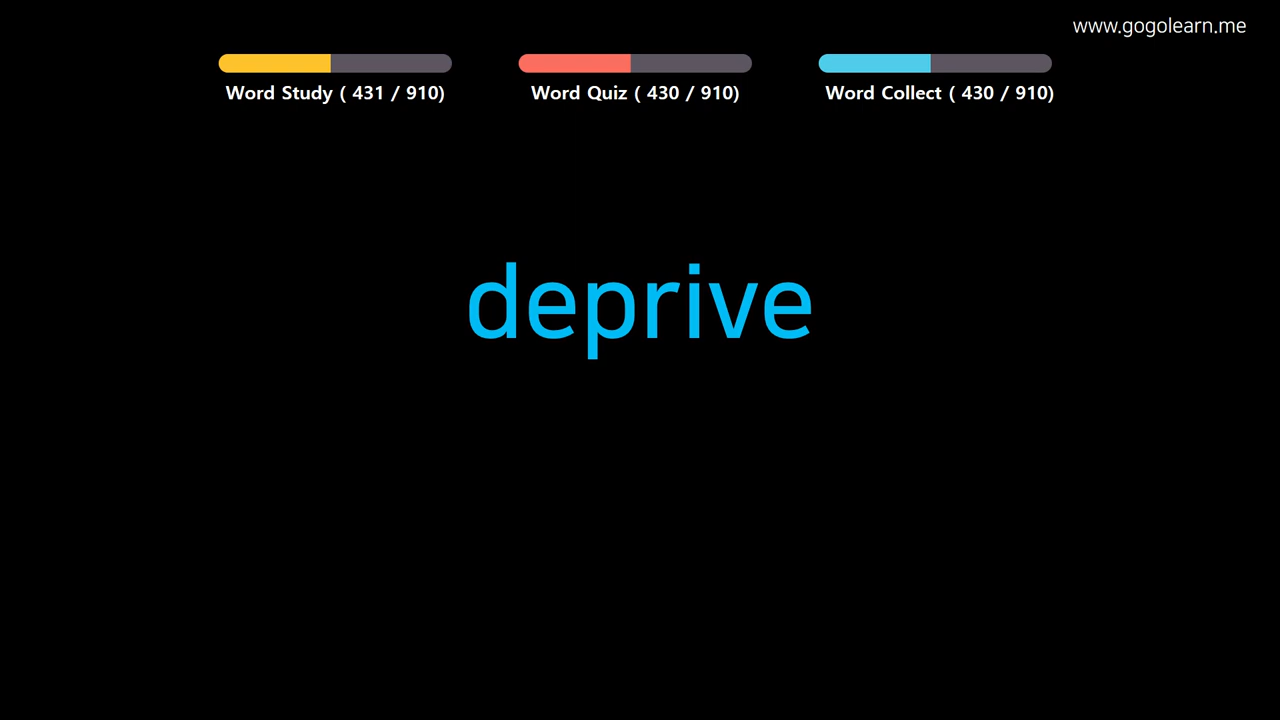 www.gogolearn.me
Word Study ( 431 / 910)
Word Quiz ( 430 / 910)
Word Collect ( 430 / 910)
deprive